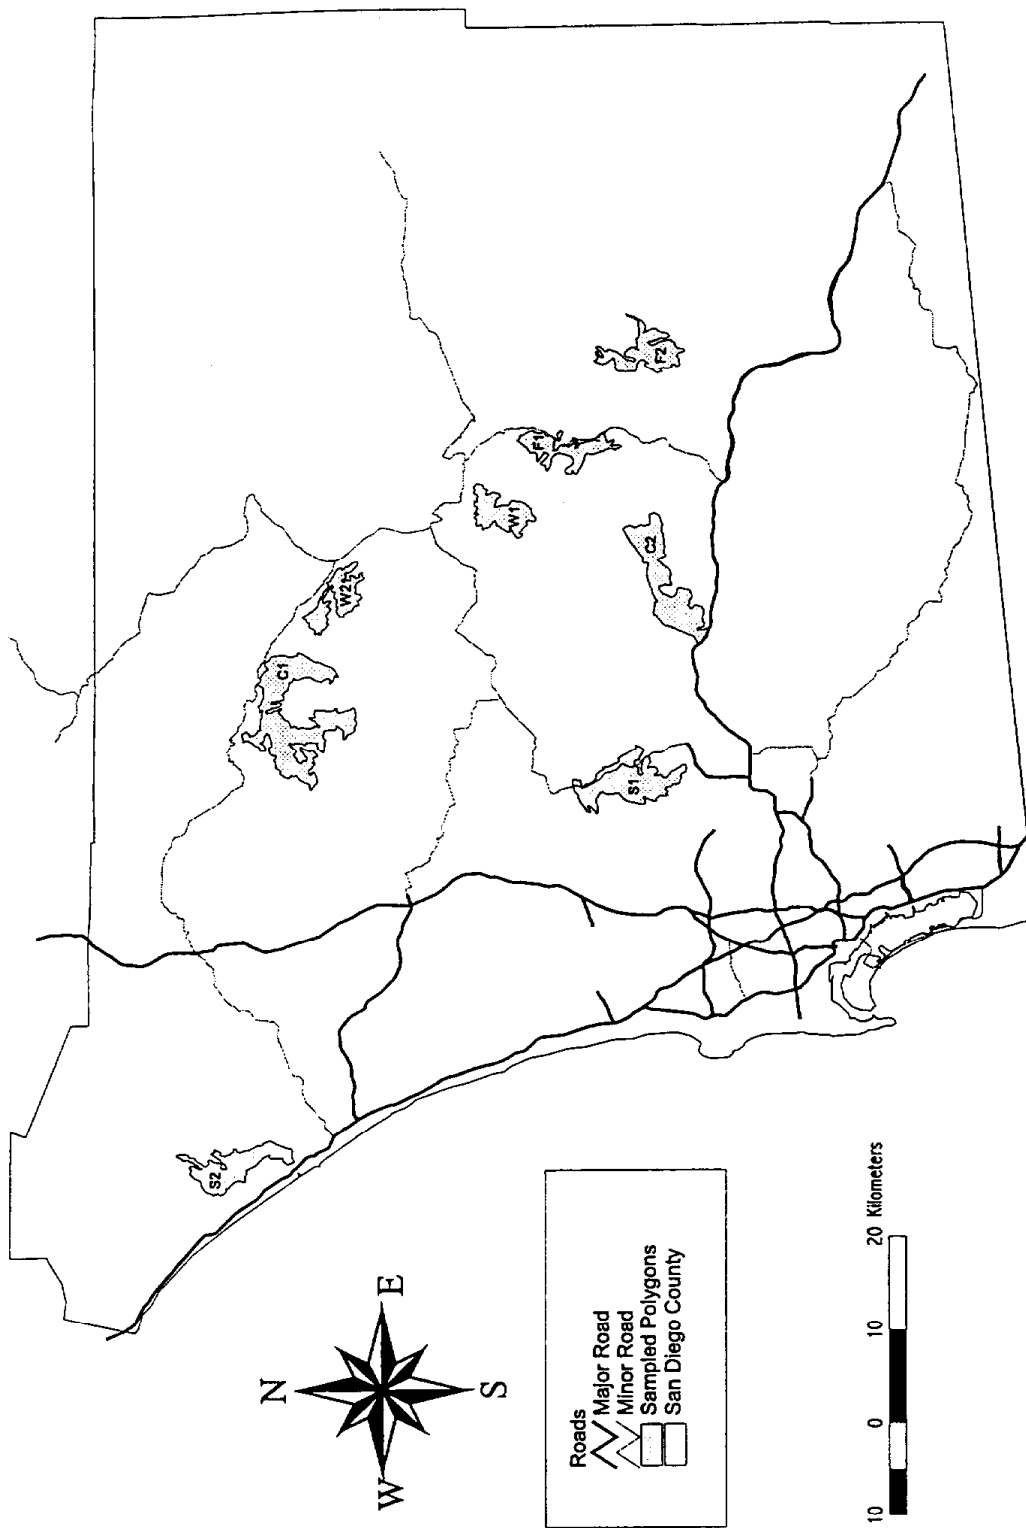 N
W E
S
Roads
Major Road
Minor Road
Sampled Polygons
San Diego County
10 0 10 20 Kilometers
S2
C1
W2
S1
C2
W1
F1
F2